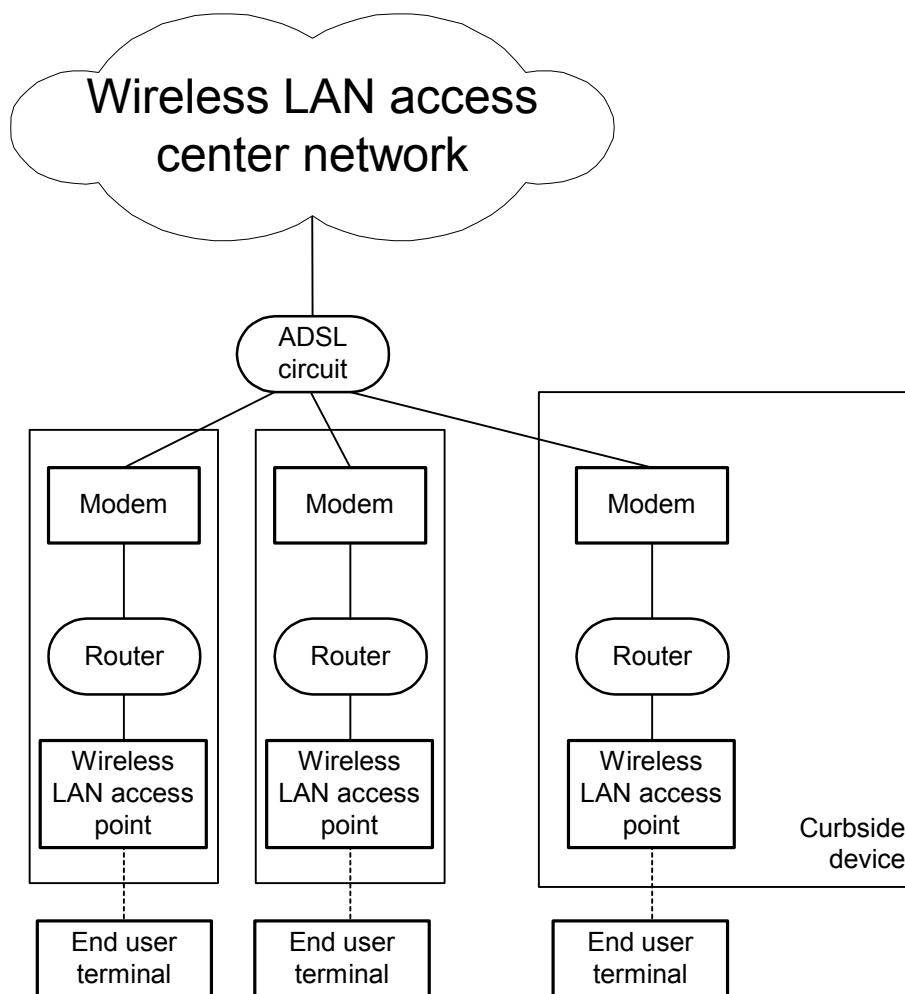 Wireless LAN access
center network
ADSL
circuit
Modem
Modem
Modem
Router
Router
Router
Wireless
LAN access
point
Wireless
LAN access
point
Wireless
LAN access
point
Curbside
device
End user
terminal
End user
terminal
End user
terminal